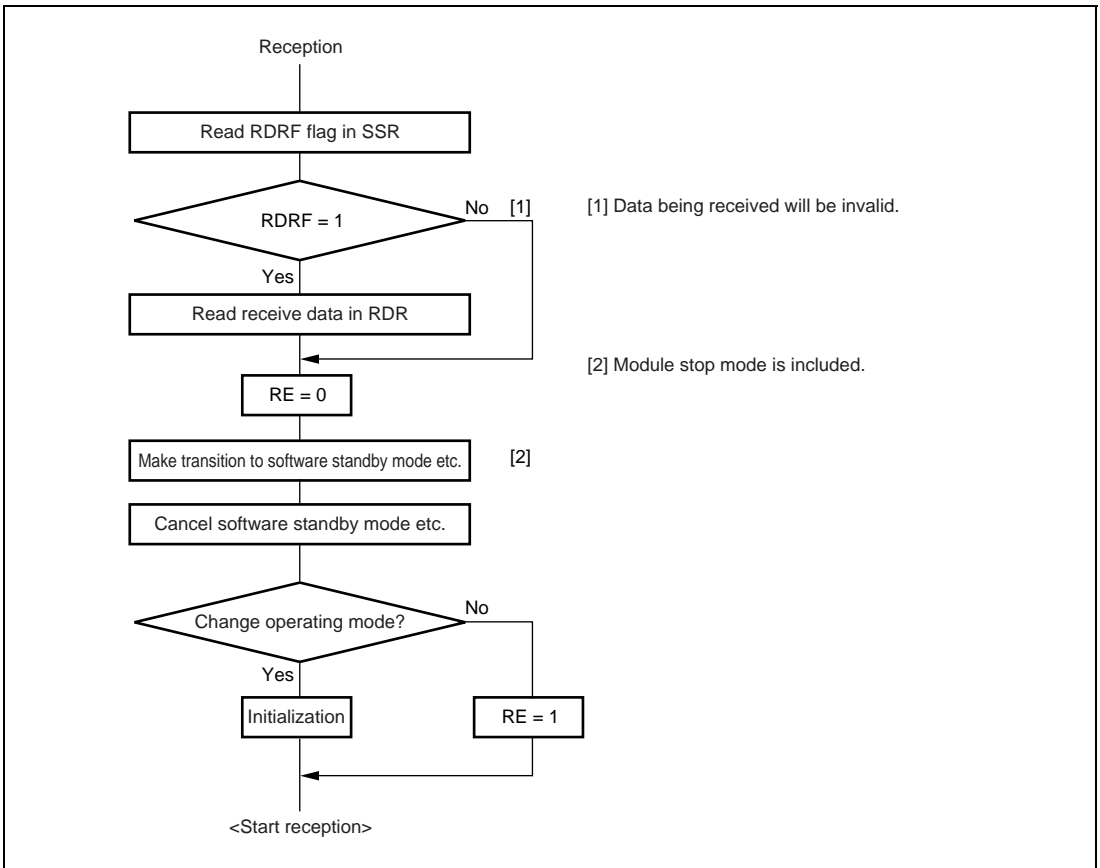 Reception
Read RDRF flag in SSR
RDRF = 1
No [1]
[1] Data being received will be invalid.
Yes
Read receive data in RDR
[2] Module stop mode is included.
RE = 0
Make transition to software standby mode etc.
[2]
Cancel software standby mode etc.
Change operating mode?
No
Yes
Initialization
RE = 1
<Start reception>